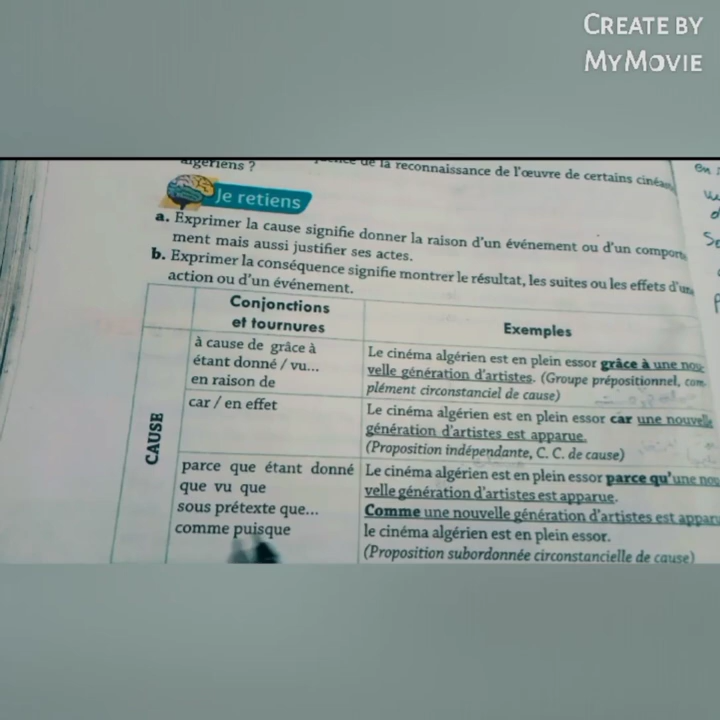 CREATE BY
MYMOVIE
algériens ?
de la reconnaissance de l'œuvre de certains
en
Je retiens
a. Exprimer la cause signifie donner la raison d'un événement ou d'un
ment mais aussi justifier ses actes.
b. Exprimer la conséquence signifie montrer le résultat, les suites ou les effets
action ou d'un événement.
Conjonctions
et tournures
Exemples
CAUSE
à cause de grâce à
étant donné / vu...
en raison de
Le cinéma algérien est en plein essor grâce à une nou
velle génération d'artistes. (Groupe prépositionnel, com
plément circonstanciel de cause)
car / en effet
Le cinéma algérien est en plein essor car une nouvelle
génération d'artistes est apparue.
(Proposition indépendante, C. C. de cause)
parce que étant donné
que vu que
sous prétexte que...
comme puisque
Le cinéma algérien est en plein essor parce qu'une nou
velle génération d'artistes est apparue.
Comme une nouvelle génération d'artistes est
le cinéma algérien est en plein essor.
(Proposition subordonnée circonstancielle de cause)